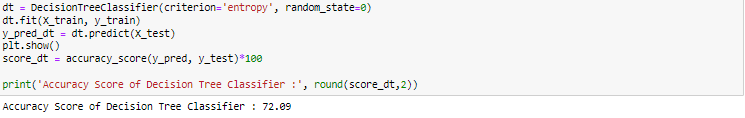 dt = DecisionTreeClassifier(criterion='entropy', random_state=0)
dt.fit(X_train, y_train)
y_pred_dt = dt.predict(X_test)
plt.show()
score_dt = accuracy_score(y_pred, y_test)*100
print('Accuracy Score of Decision Tree Classifier :', round(score_dt,2))
Accuracy Score of Decision Tree Classifier : 72.09